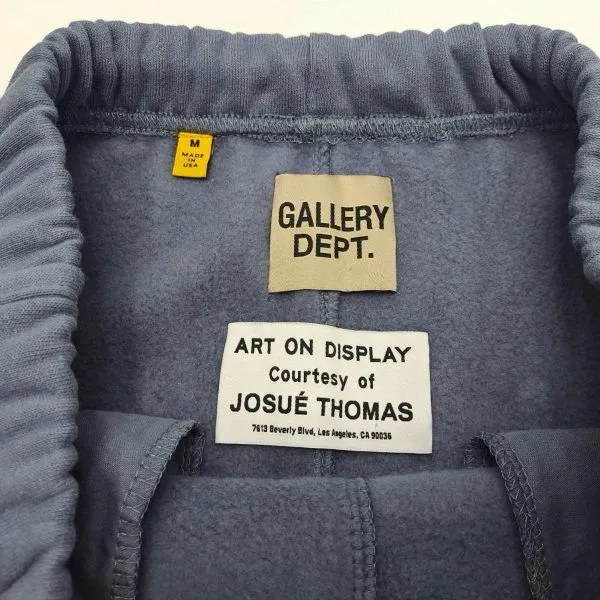 M
MADE
IN
USA
GALLERY
DEPT.
ART ON DISPLAY
Courtesy of
JOSUÉ THOMAS
7613 Beverly Blvd, Los Angeles, CA 90036